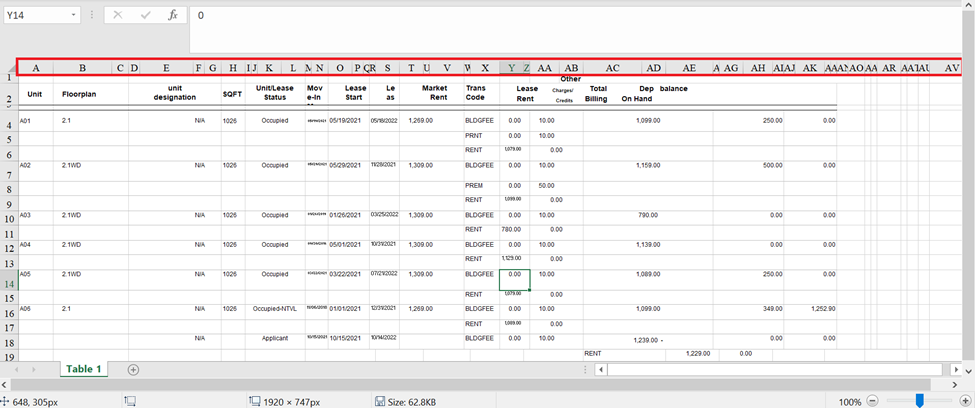 Y14 fx 0
A B C D E F G H I J K L M N O P Q R S T U V W X Y Z AA AB AC AD AE AG AH AI AJ AK AO AR AV
1 Other
2 Unit Floorplan unit designation SQFT Unit/Lease Status Mov e-In Lease Start Le as Market Rent Trans Code Lease Rent Charges/ Credits Total Billing Dep On Hand balance
4 A01 2.1 N/A 1026 Occupied 05/19/2021 05/18/2022 1,269.00 BLDGFEE 0.00 10.00 1,099.00 250.00 0.00
5 PRNT 0.00 10.00
6 RENT 1,079.00 0.00
7 A02 2.1WD N/A 1026 Occupied 05/29/2021 11/28/2021 1,309.00 BLDGFEE 0.00 10.00 1,159.00 500.00 0.00
8 PREM 0.00 50.00
9 RENT 1,099.00 0.00
10 A03 2.1WD N/A 1026 Occupied 01/26/2021 03/25/2022 1,309.00 BLDGFEE 0.00 10.00 790.00 0.00 0.00
11 RENT 780.00 0.00
12 A04 2.1WD N/A 1026 Occupied 05/01/2021 10/31/2021 1,309.00 BLDGFEE 0.00 10.00 1,139.00 0.00 0.00
13 RENT 1,129.00 0.00
14 A05 2.1WD N/A 1026 Occupied 03/22/2021 07/21/2022 1,309.00 BLDGFEE 0.00 10.00 1,089.00 250.00 0.00
15 RENT 1,079.00 0.00
16 A06 2.1 N/A 1026 Occupied-NTVL 01/01/2021 12/31/2021 1,269.00 BLDGFEE 0.00 10.00 1,099.00 349.00 1,252.90
17 RENT 1,089.00 0.00
18 N/A Applicant 10/15/2021 10/15/2021 10/14/2022 BLDGFEE 0.00 10.00 1,239.00 - 0.00 0.00
19 RENT 1,229.00 0.00
Table 1
648, 305px 1920 × 747px Size: 62.8KB 100%